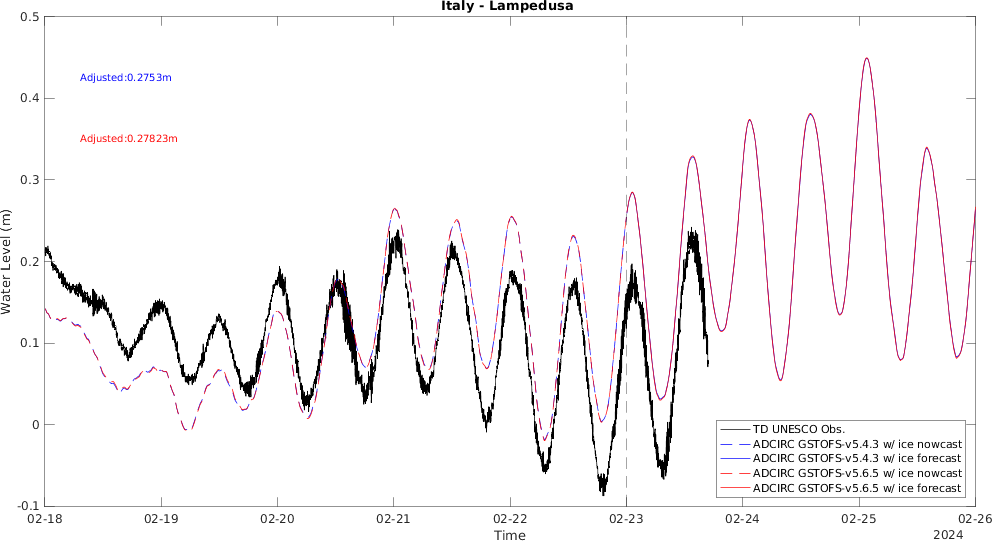 Italy - Lampedusa
0.5
0.4
0.3
0.2
0.1
0
-0.1
Water Level (m)
Adjusted:0.2753m
Adjusted:0.27823m
TD UNESCO Obs.
ADCIRC GSTOFS-v5.4.3 w/ ice nowcast
ADCIRC GSTOFS-v5.4.3 w/ ice forecast
ADCIRC GSTOFS-v5.6.5 w/ ice nowcast
ADCIRC GSTOFS-v5.6.5 w/ ice forecast
02-18 02-19 02-20 02-21 02-22 02-23 02-24 02-25 02-26
Time
2024